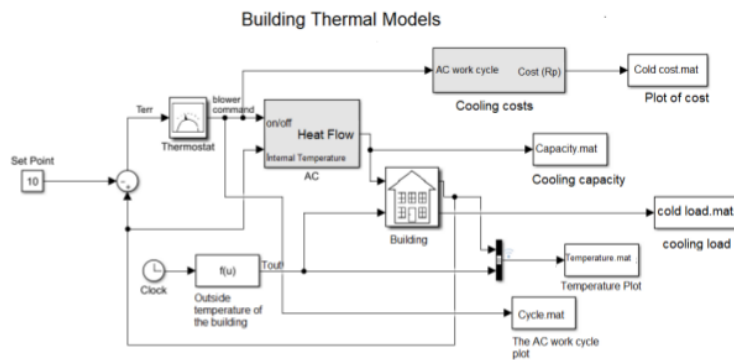 Building Thermal Models
AC work cycle
Cost (Rp)
Cold cost.mat
Cooling costs
Plot of cost
blower
command
Terr
Thermostat
on/off
Heat Flow
Internal Temperature
AC
Capacity.mat
Cooling capacity
Set Point
10
Building
cold load.mat
cooling load
Clock
f(u)
Tout
Outside
temperature of
the building
Temperature.mat
Temperature Plot
Cycle.mat
The AC work cycle
plot